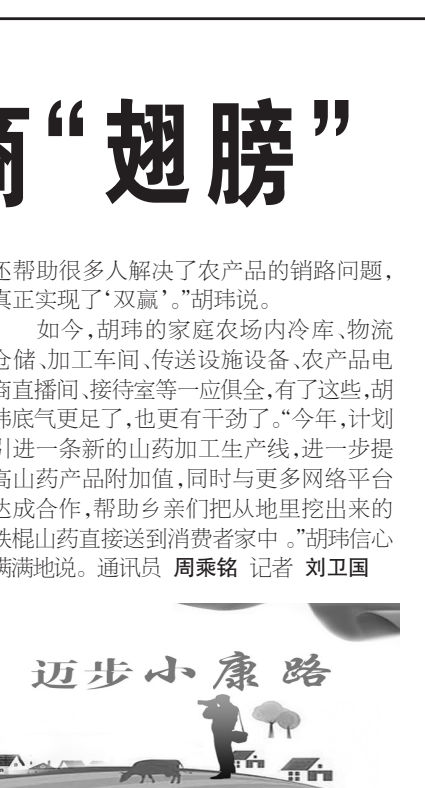 商“翅膀”
还帮助很多人解决了农产品的销路问题,
真正实现了‘双赢’。”胡玮说。
如今,胡玮的家庭农场内冷库、物流
仓储、加工车间、传送设施设备、农产品电
商直播间、接待室等一应俱全,有了这些,胡
玮底气更足了,也更有干劲了。“今年,计划
引进一条新的山药加工生产线,进一步提
高山药产品附加值,同时与更多网络平台
达成合作,帮助乡亲们把从地里挖出来的
铁棍山药直接送到消费者家中 。”胡玮信心
满满地说。通讯员 周乘铭 记者 刘卫国
迈步小康路